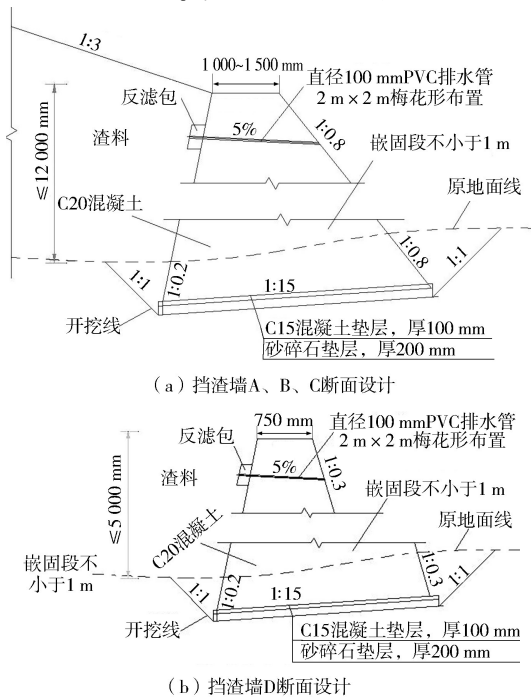 1∶3
1 000~1 500 mm
直径100 mmPVC排水管
2 m×2 m梅花形布置
反滤包
5%
1∶0.8
渣料
嵌固段不小于1 m
≤12 000 mm
原地面线
C20混凝土
1∶1
1∶0.2
1∶15
1∶0.8
1∶1
开挖线
C15混凝土垫层，厚100 mm
砂碎石垫层，厚200 mm
（a）挡渣墙A、B、C断面设计
750 mm
直径100 mmPVC排水管
2 m×2 m梅花形布置
反滤包
5%
1∶0.3
渣料
嵌固段不小于1 m
≤5 000 mm
原地面线
C20混凝土
嵌固段不
小于1 m
1∶1
1∶0.2
1∶15
1∶0.3
1∶1
开挖线
C15混凝土垫层，厚100 mm
砂碎石垫层，厚200 mm
（b）挡渣墙D断面设计